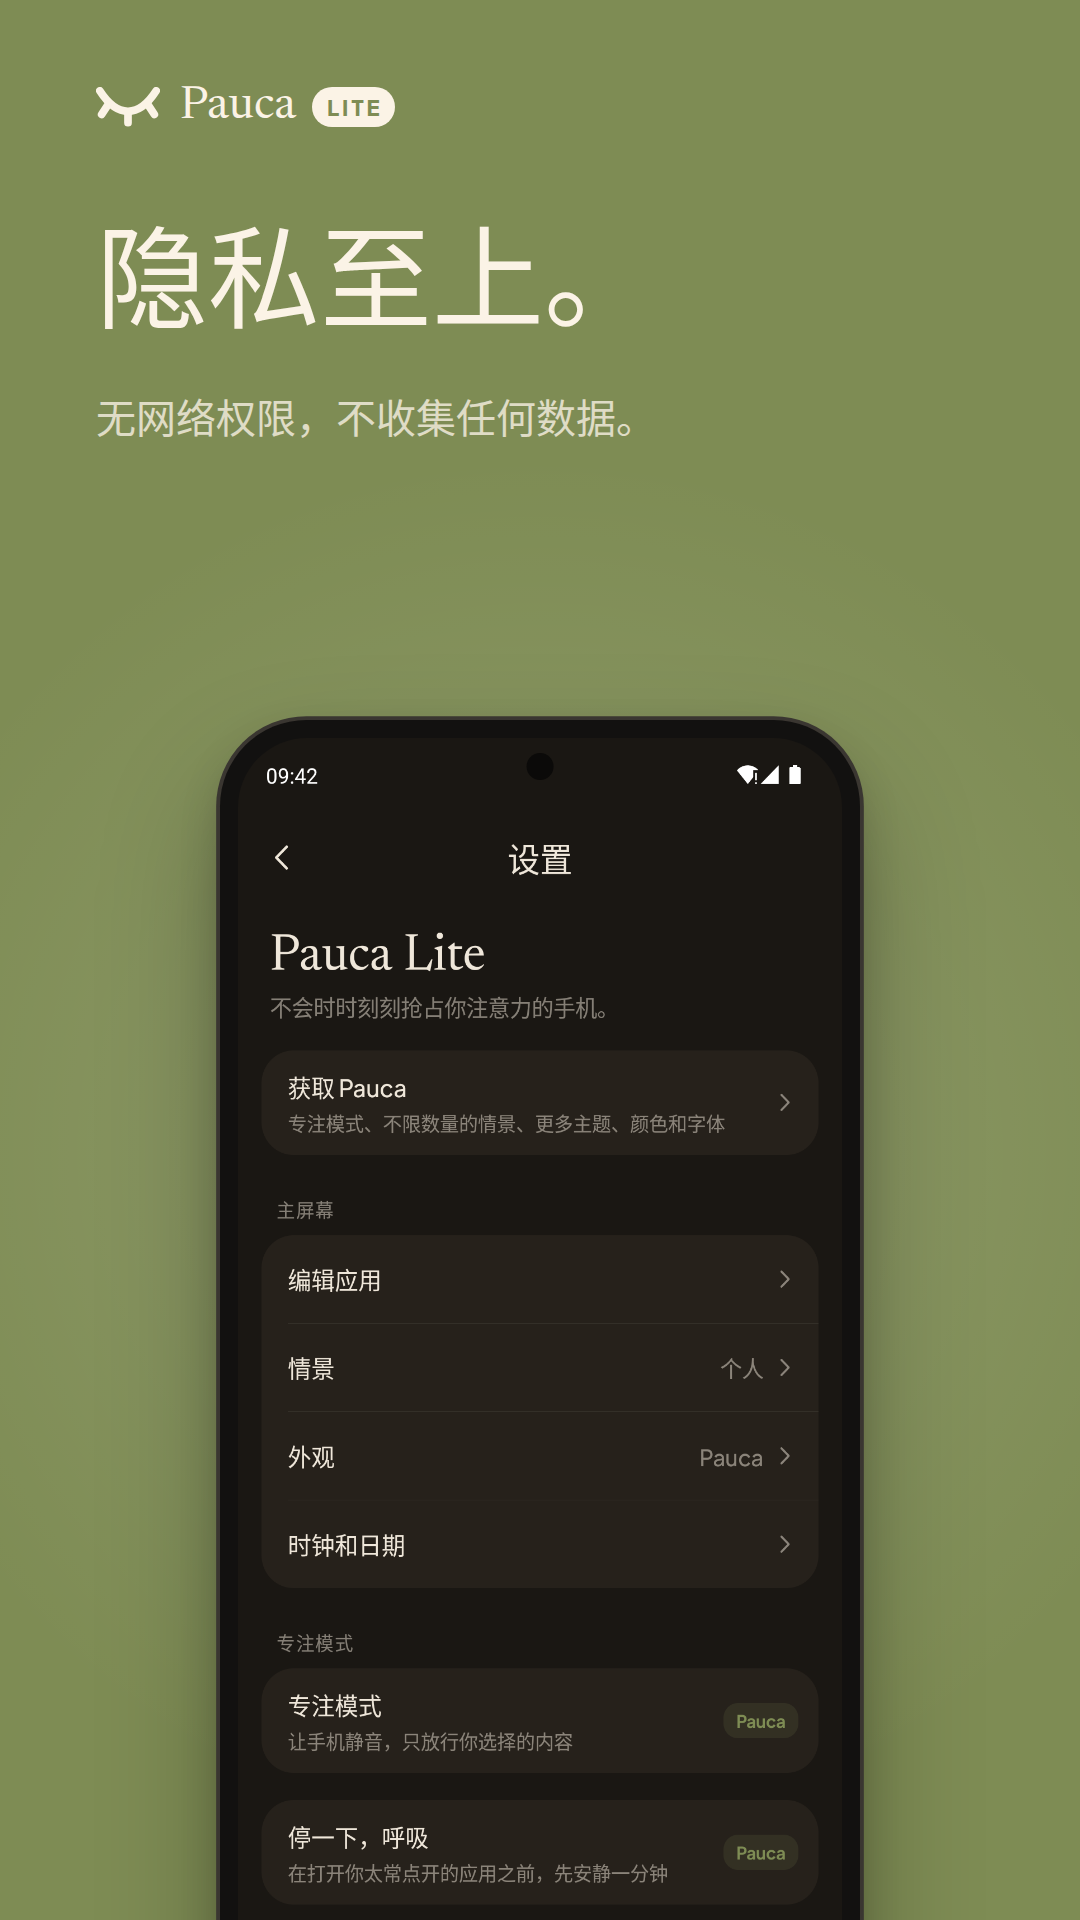 Pauca LITE
隐私至上。
无网络权限，不收集任何数据。
09:42
设置
Pauca Lite
不会时时刻刻抢占你注意力的手机。
获取 Pauca
专注模式、不限数量的情景、更多主题、颜色和字体
主屏幕
编辑应用
情景 个人
外观 Pauca
时钟和日期
专注模式
专注模式 Pauca
让手机静音，只放行你选择的内容
停一下，呼吸 Pauca
在打开你太常点开的应用之前，先安静一分钟